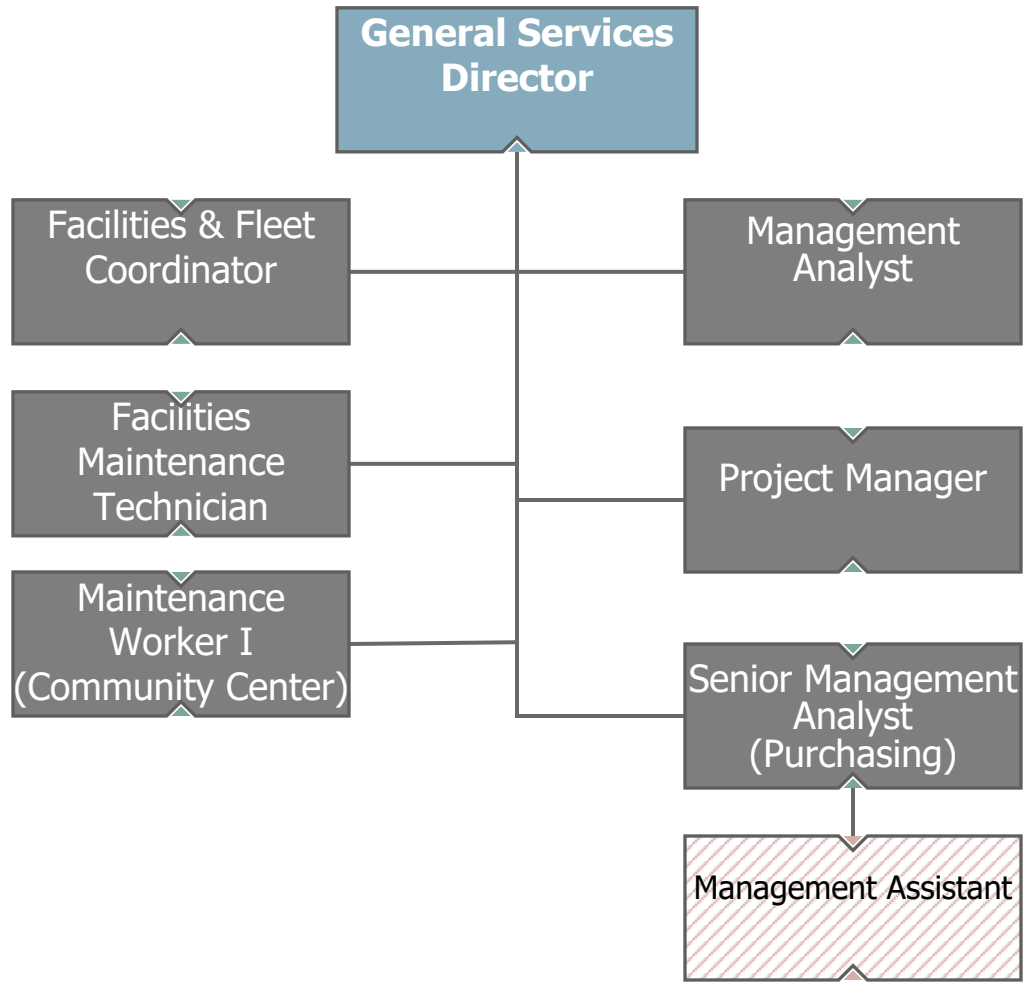 General Services
Director
Facilities & Fleet
Coordinator
Management
Analyst
Facilities
Maintenance
Technician
Project Manager
Maintenance
Worker I
(Community Center)
Senior Management
Analyst
(Purchasing)
Management Assistant